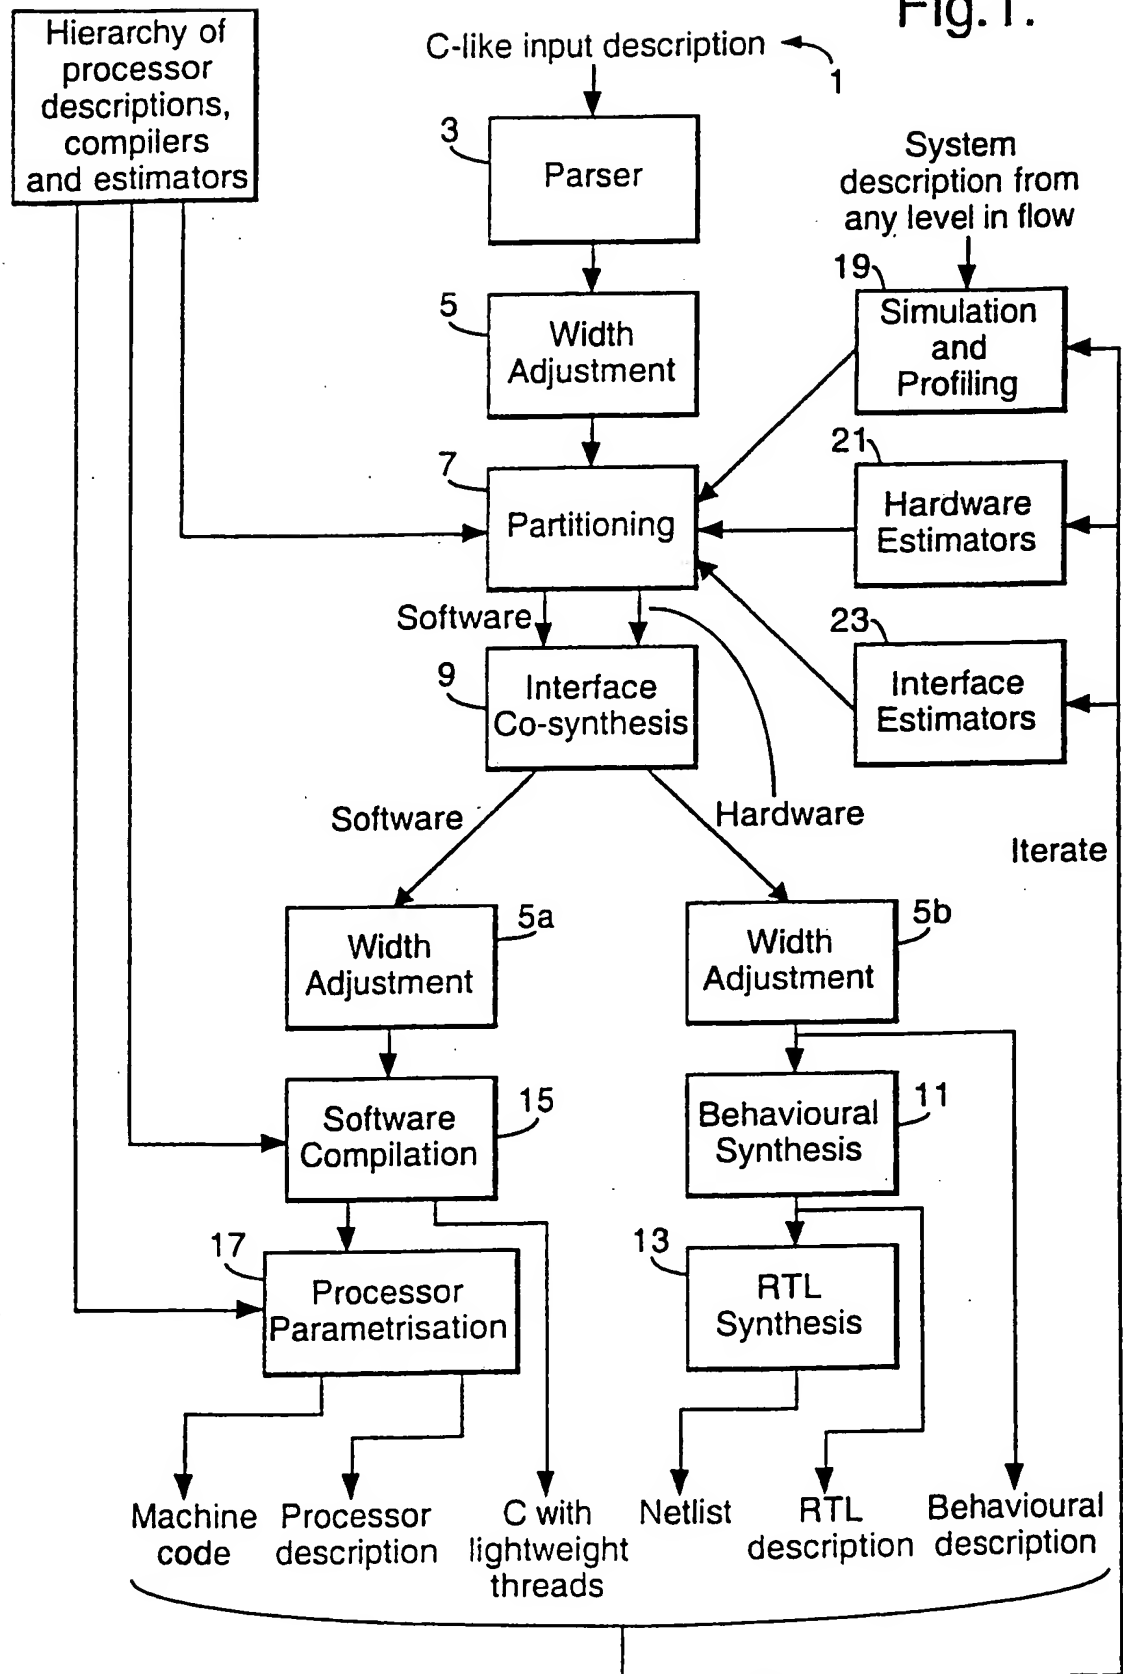 Fig.1.
Hierarchy of
processor
descriptions,
compilers
and estimators
C-like input description
1
3
Parser
System
description from
any level in flow
5
Width
Adjustment
19
Simulation
and
Profiling
7
Partitioning
21
Hardware
Estimators
Software
23
Interface
Estimators
9
Interface
Co-synthesis
Software
Hardware
Iterate
5a
Width
Adjustment
5b
Width
Adjustment
15
Software
Compilation
11
Behavioural
Synthesis
17
Processor
Parametrisation
13
RTL
Synthesis
Machine
code
Processor
description
C with
lightweight
threads
Netlist
RTL
description
Behavioural
description